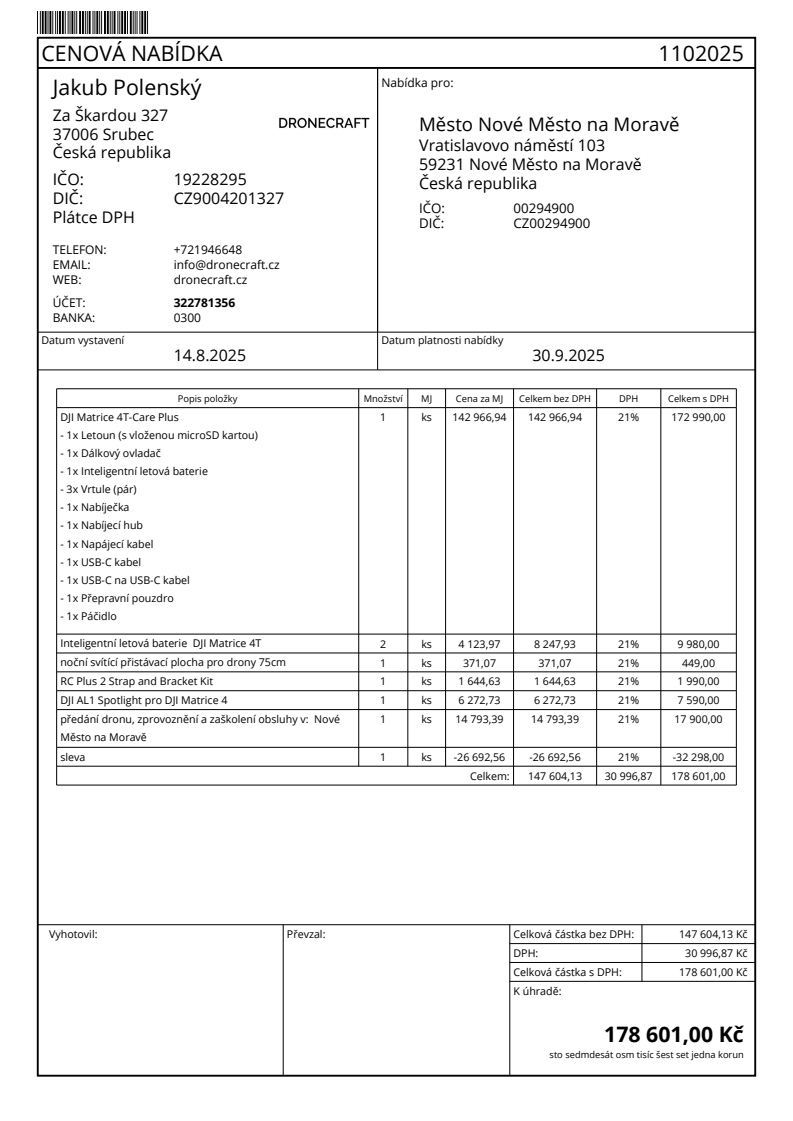 CENOVÁ NABÍDKA 1102025
Jakub Polenský
Za Škardou 327
37006 Srubec
Česká republika
DRONECRAFT
IČO: 19228295
DIČ: CZ9004201327
Plátce DPH
TELEFON: +721946648
EMAIL: info@dronecraft.cz
WEB: dronecraft.cz
ÚČET: 322781356
BANKA: 0300
Nabídka pro:
Město Nové Město na Moravě
Vratislavovo náměstí 103
59231 Nové Město na Moravě
Česká republika
IČO: 00294900
DIČ: CZ00294900
Datum vystavení
14.8.2025
Datum platnosti nabídky
30.9.2025
Popis položky Množství MJ Cena za MJ Celkem bez DPH DPH Celkem s DPH
DJI Matrice 4T-Care Plus 1 ks 142 966,94 142 966,94 21% 172 990,00
- 1x Letoun (s vloženou microSD kartou)
- 1x Dálkový ovladač
- 1x Inteligentní letová baterie
- 3x Vrtule (pár)
- 1x Nabíječka
- 1x Nabíjecí hub
- 1x Napájecí kabel
- 1x USB-C kabel
- 1x USB-C na USB-C kabel
- 1x Přepravní pouzdro
- 1x Páčidlo
Inteligentní letová baterie DJI Matrice 4T 2 ks 4 123,97 8 247,93 21% 9 980,00
noční svítící přistávací plocha pro drony 75cm 1 ks 371,07 371,07 21% 449,00
RC Plus 2 Strap and Bracket Kit 1 ks 1 644,63 1 644,63 21% 1 990,00
DJI AL1 Spotlight pro DJI Matrice 4 1 ks 6 272,73 6 272,73 21% 7 590,00
předání dronu, zprovoznění a zaškolení obsluhy v: Nové 1 ks 14 793,39 14 793,39 21% 17 900,00
Město na Moravě
sleva 1 ks -26 692,56 -26 692,56 21% -32 298,00
Celkem: 147 604,13 30 996,87 178 601,00
Vyhotovil:
Převzal:
Celková částka bez DPH: 147 604,13 Kč
DPH: 30 996,87 Kč
Celková částka s DPH: 178 601,00 Kč
K úhradě:
178 601,00 Kč
sto sedmdesát osm tisíc šest set jedna korun